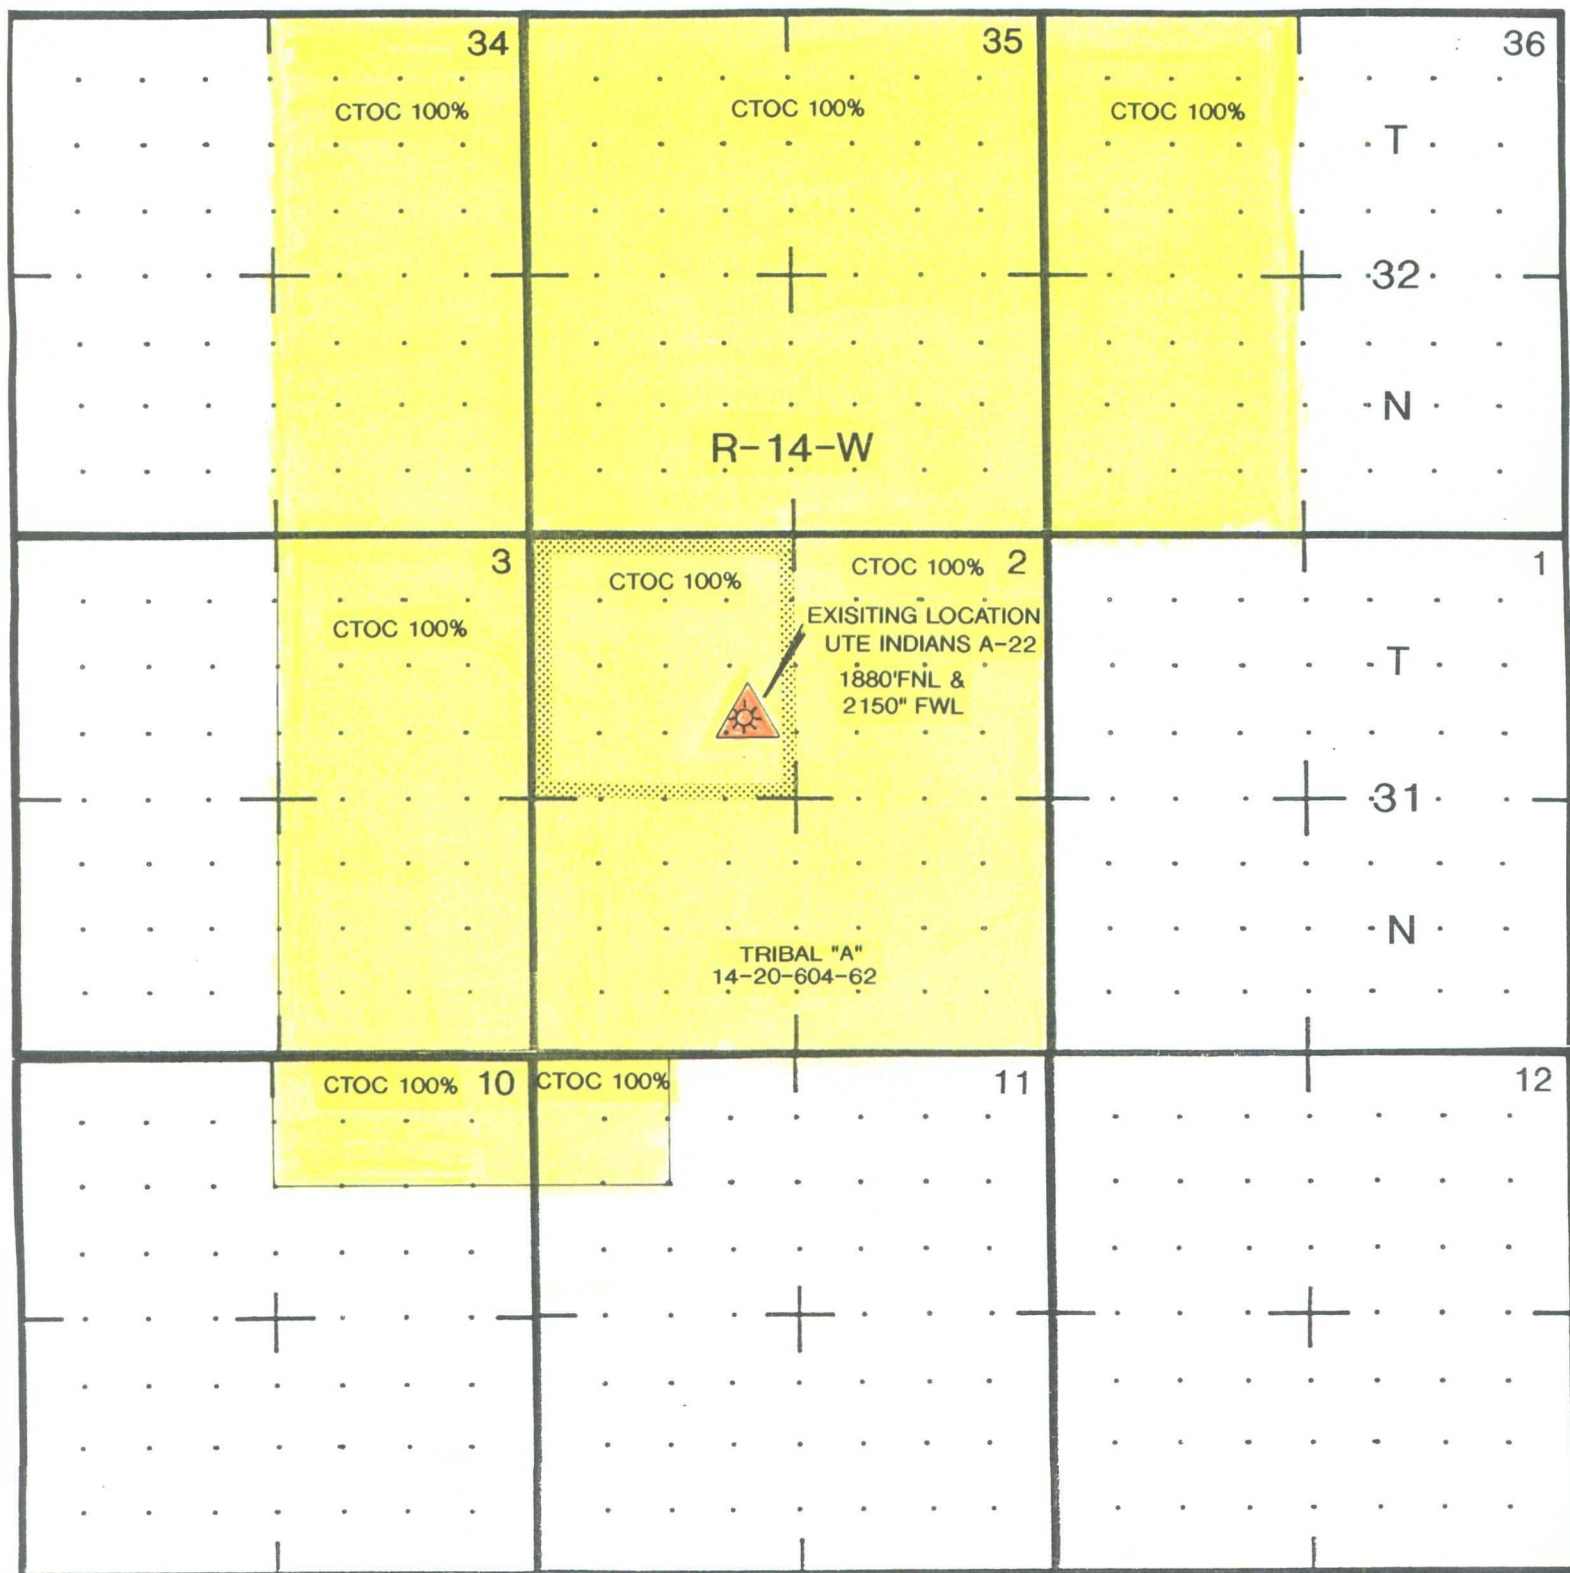 34
35
36
CTOC 100%
CTOC 100%
CTOC 100%
T
32
N
R-14-W
3
CTOC 100%
CTOC 100%
CTOC 100% 2
EXISITING LOCATION
UTE INDIANS A-22
1880'FNL &
2150" FWL
TRIBAL "A"
14-20-604-62
1
T
31
N
CTOC 100% 10
CTOC 100%
11
12